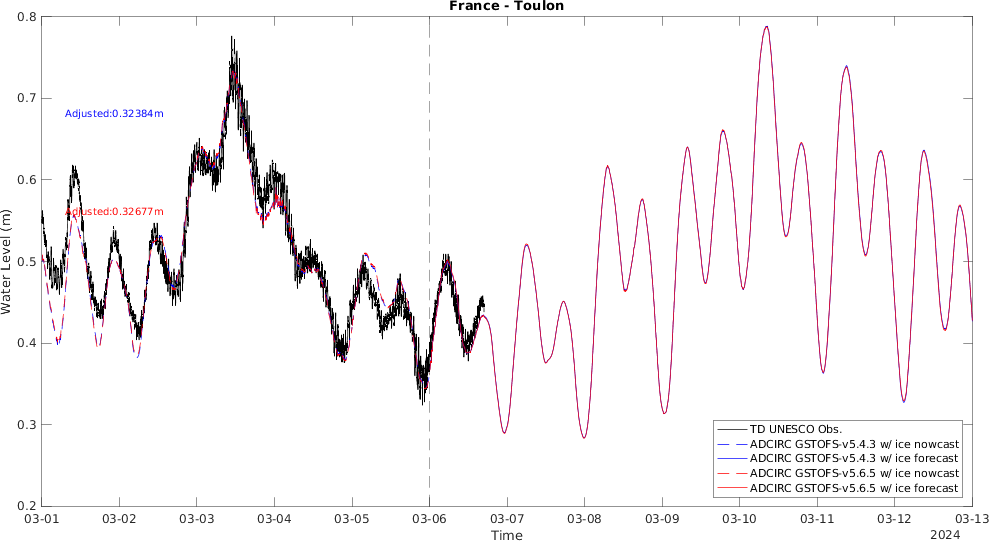 France - Toulon
Water Level (m)
0.8
0.7
0.6
0.5
0.4
0.3
0.2
Adjusted:0.32384m
Adjusted:0.32677m
TD UNESCO Obs.
ADCIRC GSTOFS-v5.4.3 w/ ice nowcast
ADCIRC GSTOFS-v5.4.3 w/ ice forecast
ADCIRC GSTOFS-v5.6.5 w/ ice nowcast
ADCIRC GSTOFS-v5.6.5 w/ ice forecast
03-01 03-02 03-03 03-04 03-05 03-06 03-07 03-08 03-09 03-10 03-11 03-12 03-13
Time
2024